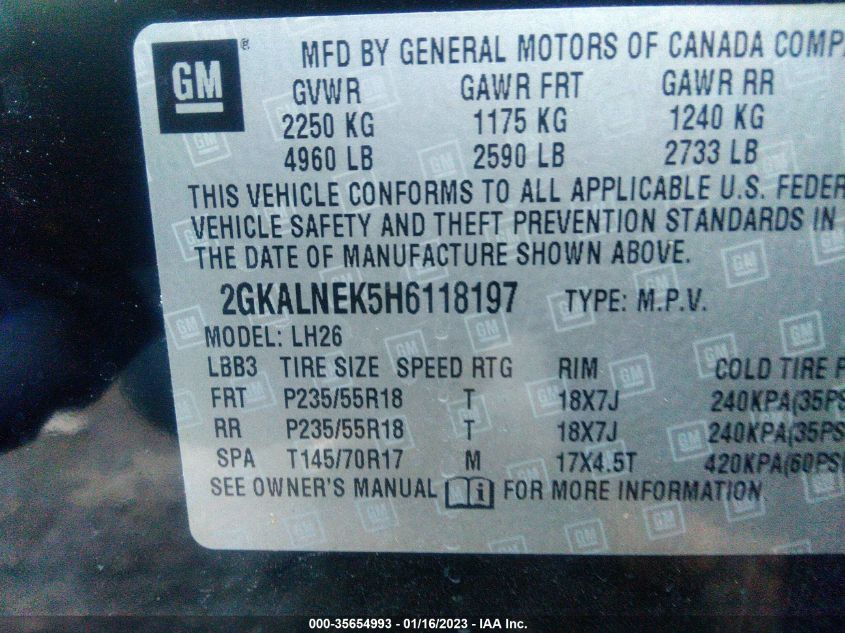 GM ®
MFD BY GENERAL MOTORS OF CANADA COMPA
GVWR GAWR FRT GAWR RR
2250 KG 1175 KG 1240 KG
4960 LB 2590 LB 2733 LB
THIS VEHICLE CONFORMS TO ALL APPLICABLE U.S. FEDER
VEHICLE SAFETY AND THEFT PREVENTION STANDARDS IN
THE DATE OF MANUFACTURE SHOWN ABOVE.
2GKALNEK5H6118197 TYPE: M.P.V.
MODEL: LH26
LBB3 TIRE SIZE SPEED RTG RIM COLD TIRE P
FRT P235/55R18 T 18X7J 240KPA(35PS
RR P235/55R18 T 18X7J 240KPA(35PS
SPA T145/70R17 M 17X4.5T 420KPA(60PS
SEE OWNER'S MANUAL i FOR MORE INFORMATION
000-35654993 - 01/16/2023 - IAA Inc.